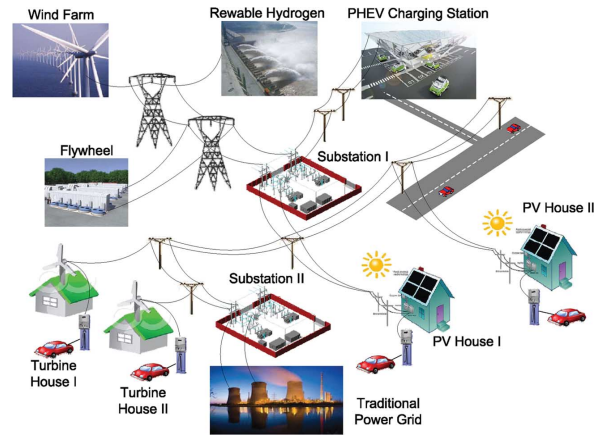 Wind Farm
Rewable Hydrogen
PHEV Charging Station
Flywheel
Substation I
PV House II
Substation II
PV House I
Turbine
House I
Turbine
House II
Traditional
Power Grid